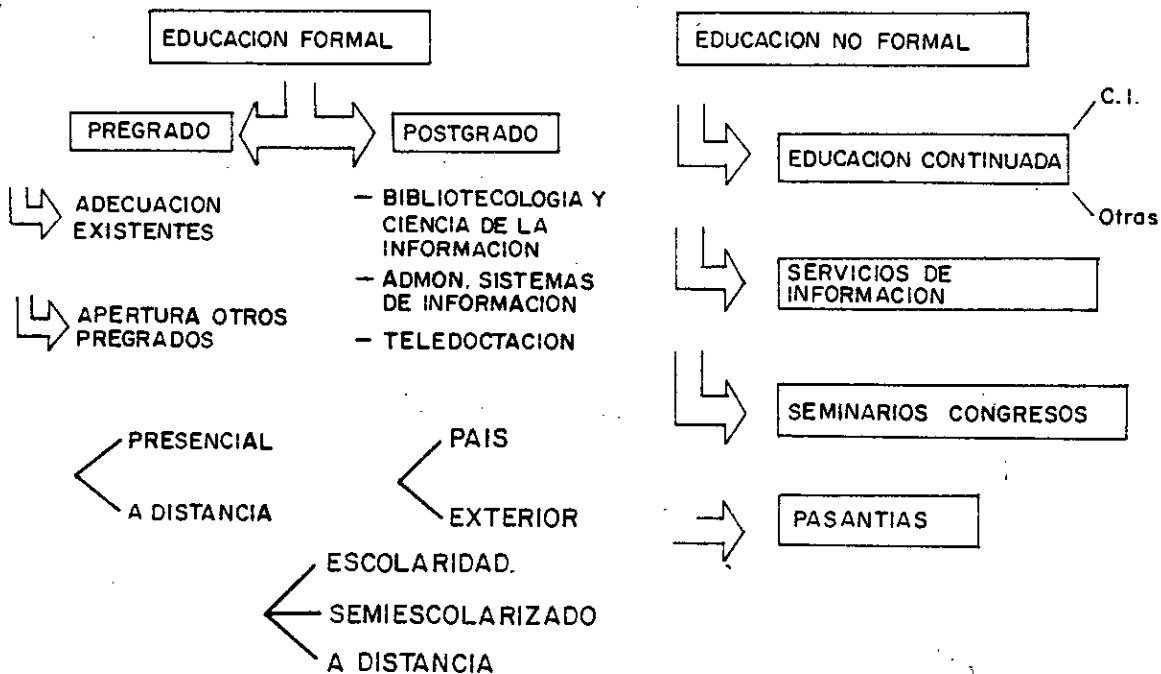 EDUCACION FORMAL
PREGRADO
POSTGRADO
ADECUACION
EXISTENTES
APERTURA OTROS
PREGRADOS
– BIBLIOTECOLOGIA Y
CIENCIA DE LA
INFORMACION
– ADMON. SISTEMAS
DE INFORMACION
– TELEDOCTACION
PRESENCIAL
A DISTANCIA
PAIS
EXTERIOR
ESCOLARIDAD.
SEMIESCOLARIZADO
A DISTANCIA
EDUCACION NO FORMAL
EDUCACION CONTINUADA
C.I.
Otras
SERVICIOS DE
INFORMACION
SEMINARIOS CONGRESOS
PASANTIAS